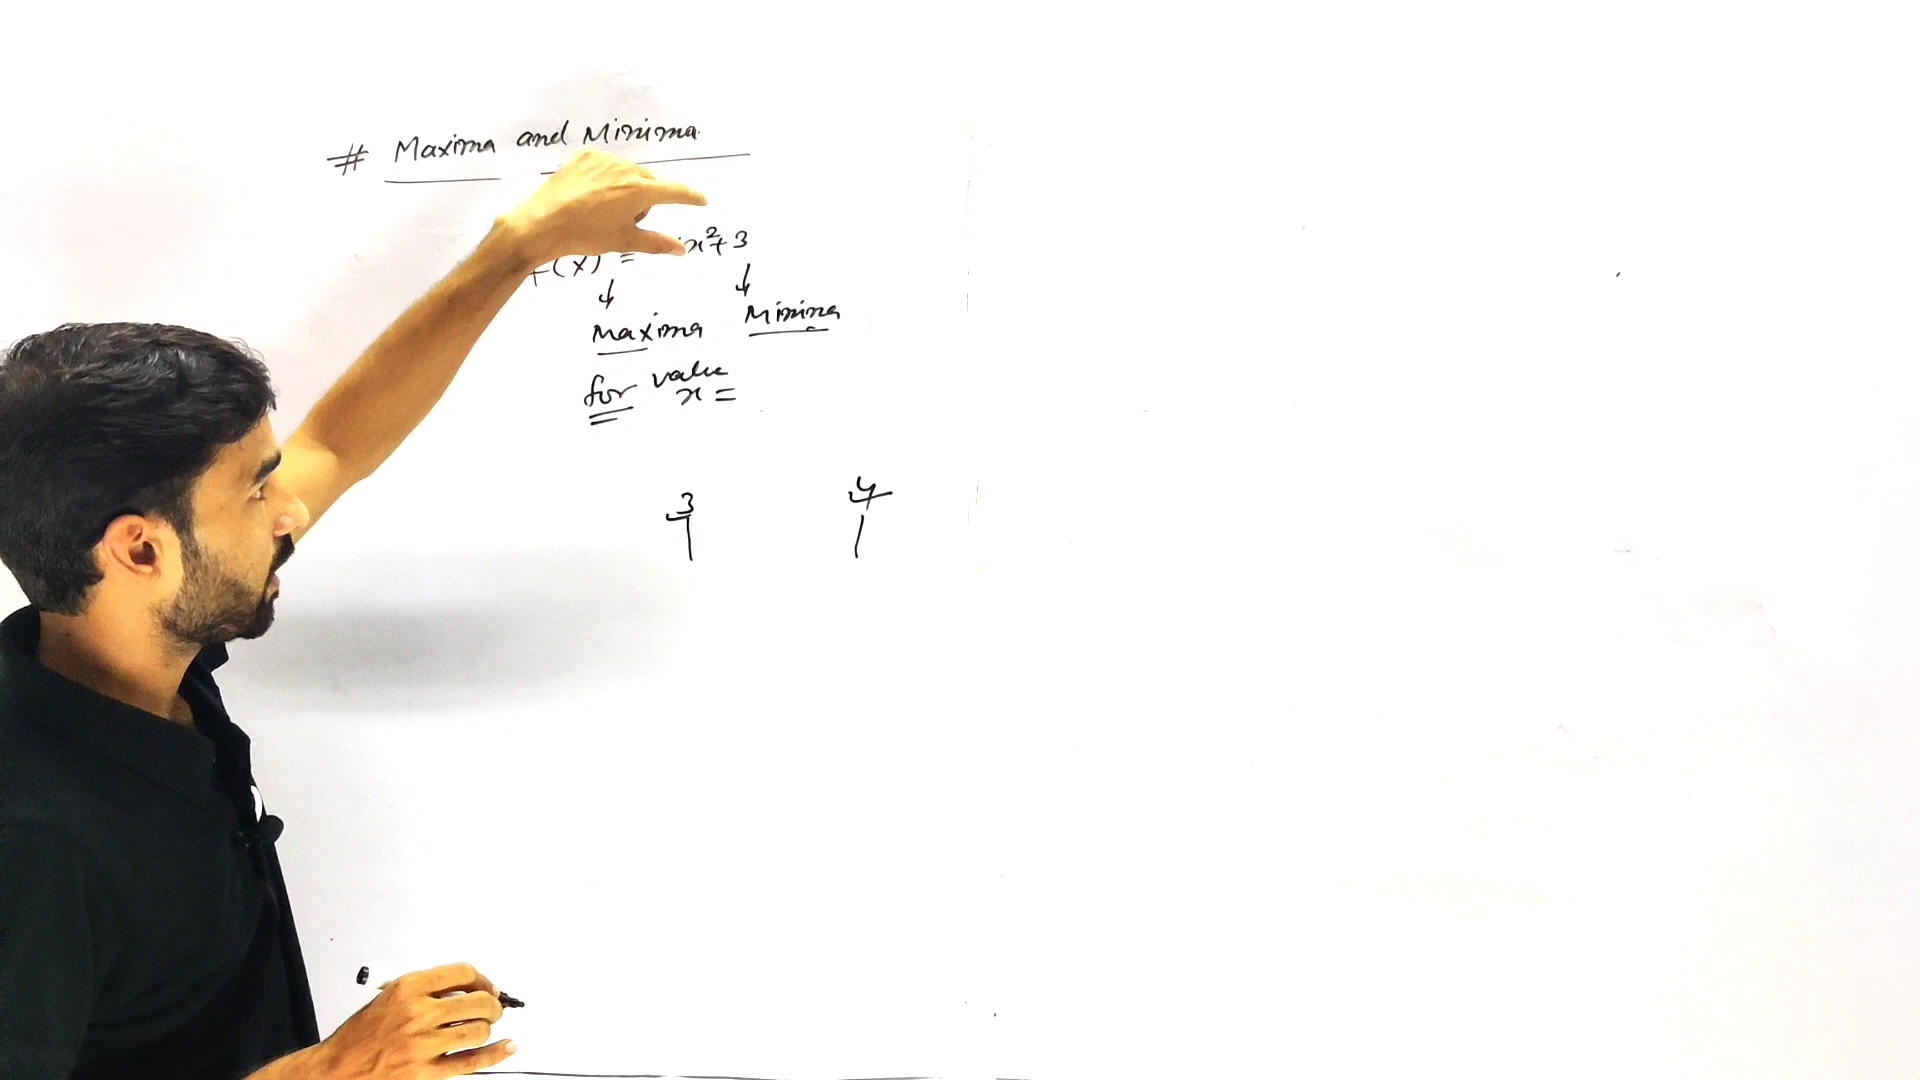 # Maxima and Minima
f(x) = x²+3
↓ ↓
Maxima Minima
for value
x =
3 4